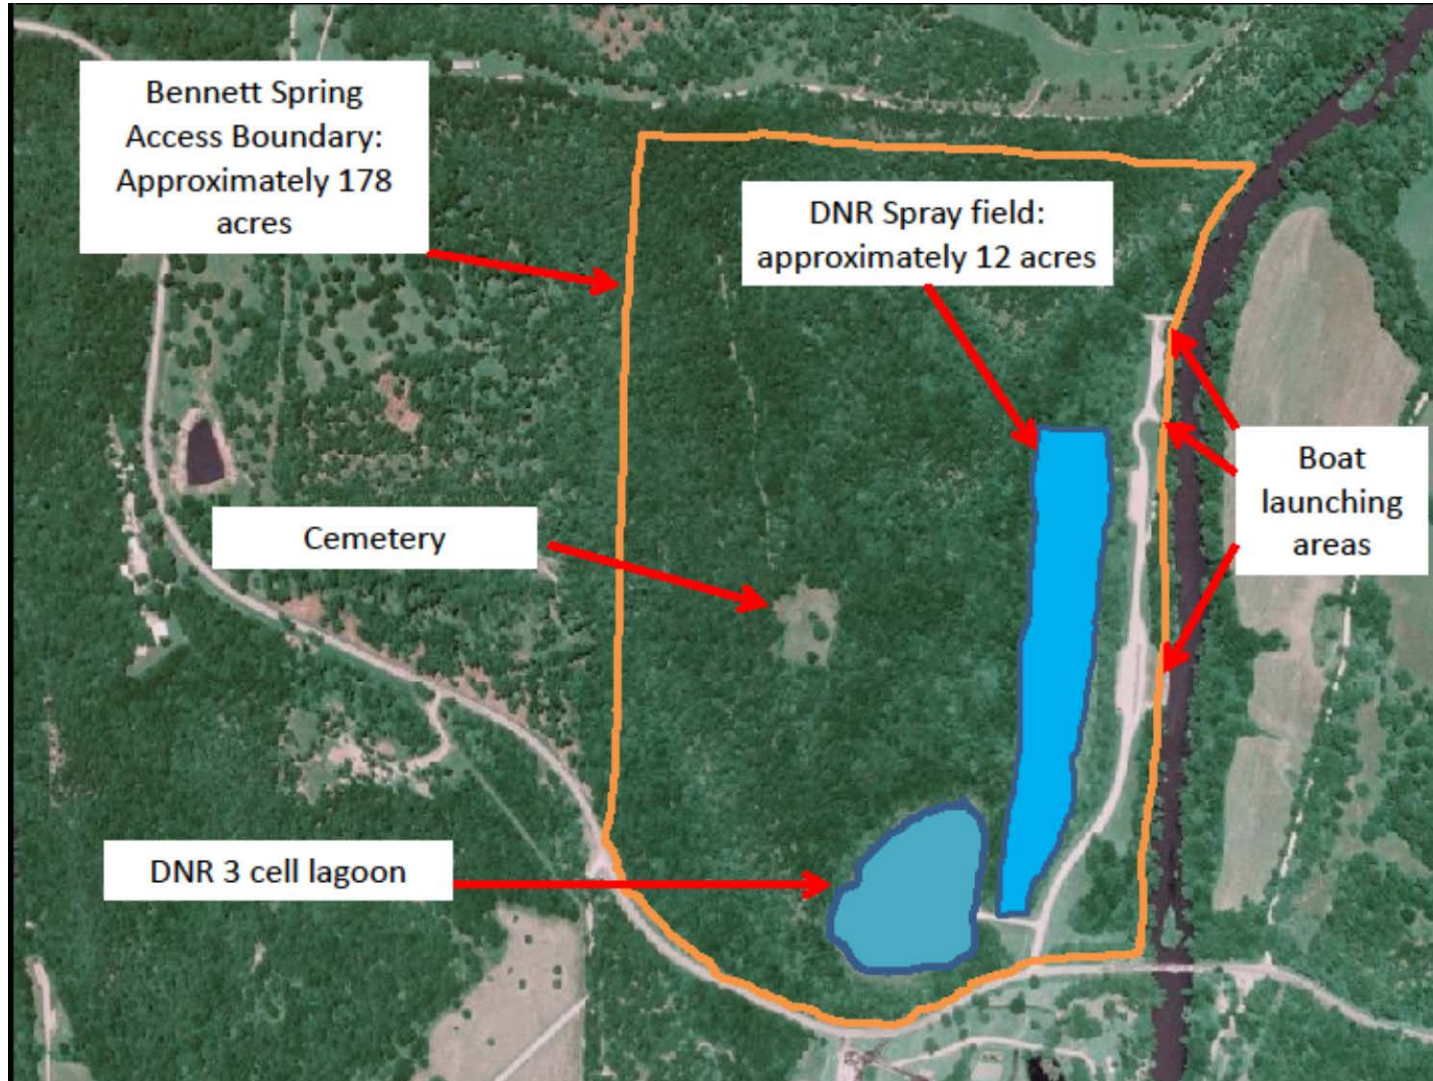 Bennett Spring
Access Boundary:
Approximately 178
acres
DNR Spray field:
approximately 12 acres
Boat
launching
areas
Cemetery
DNR 3 cell lagoon